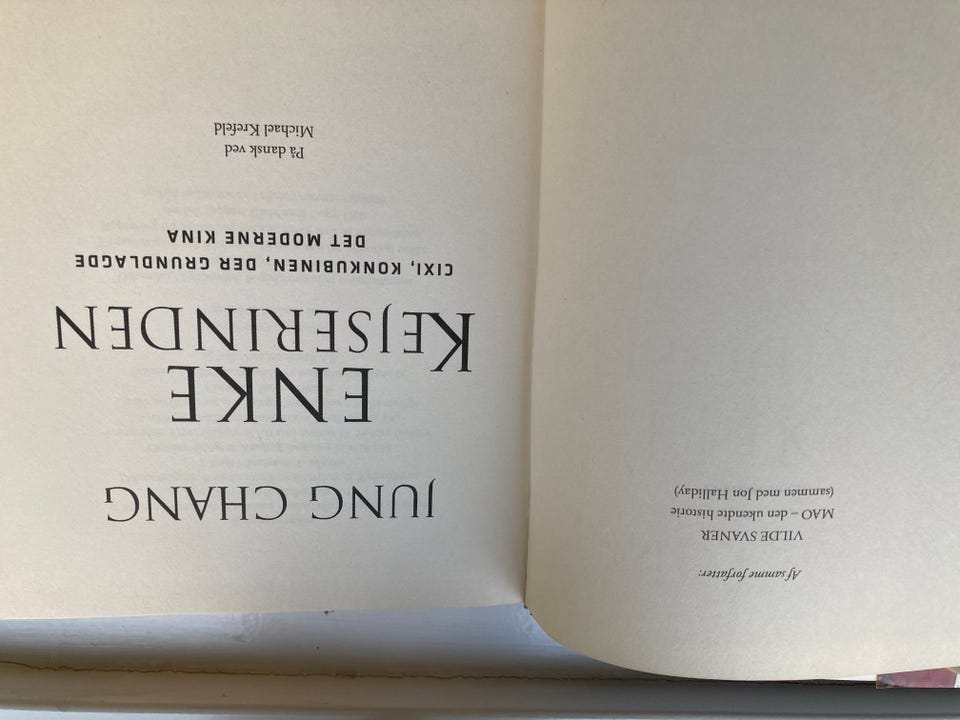 Af samme forfatter:
VILDE SVANER
MAO – den ukendte historie
(sammen med Jon Halliday)
JUNG CHANG
ENKE
KEJSERINDEN
CIXI, KONKUBINEN, DER GRUNDLAGDE
DET MODERNE KINA
På dansk ved
Michael Krefeld